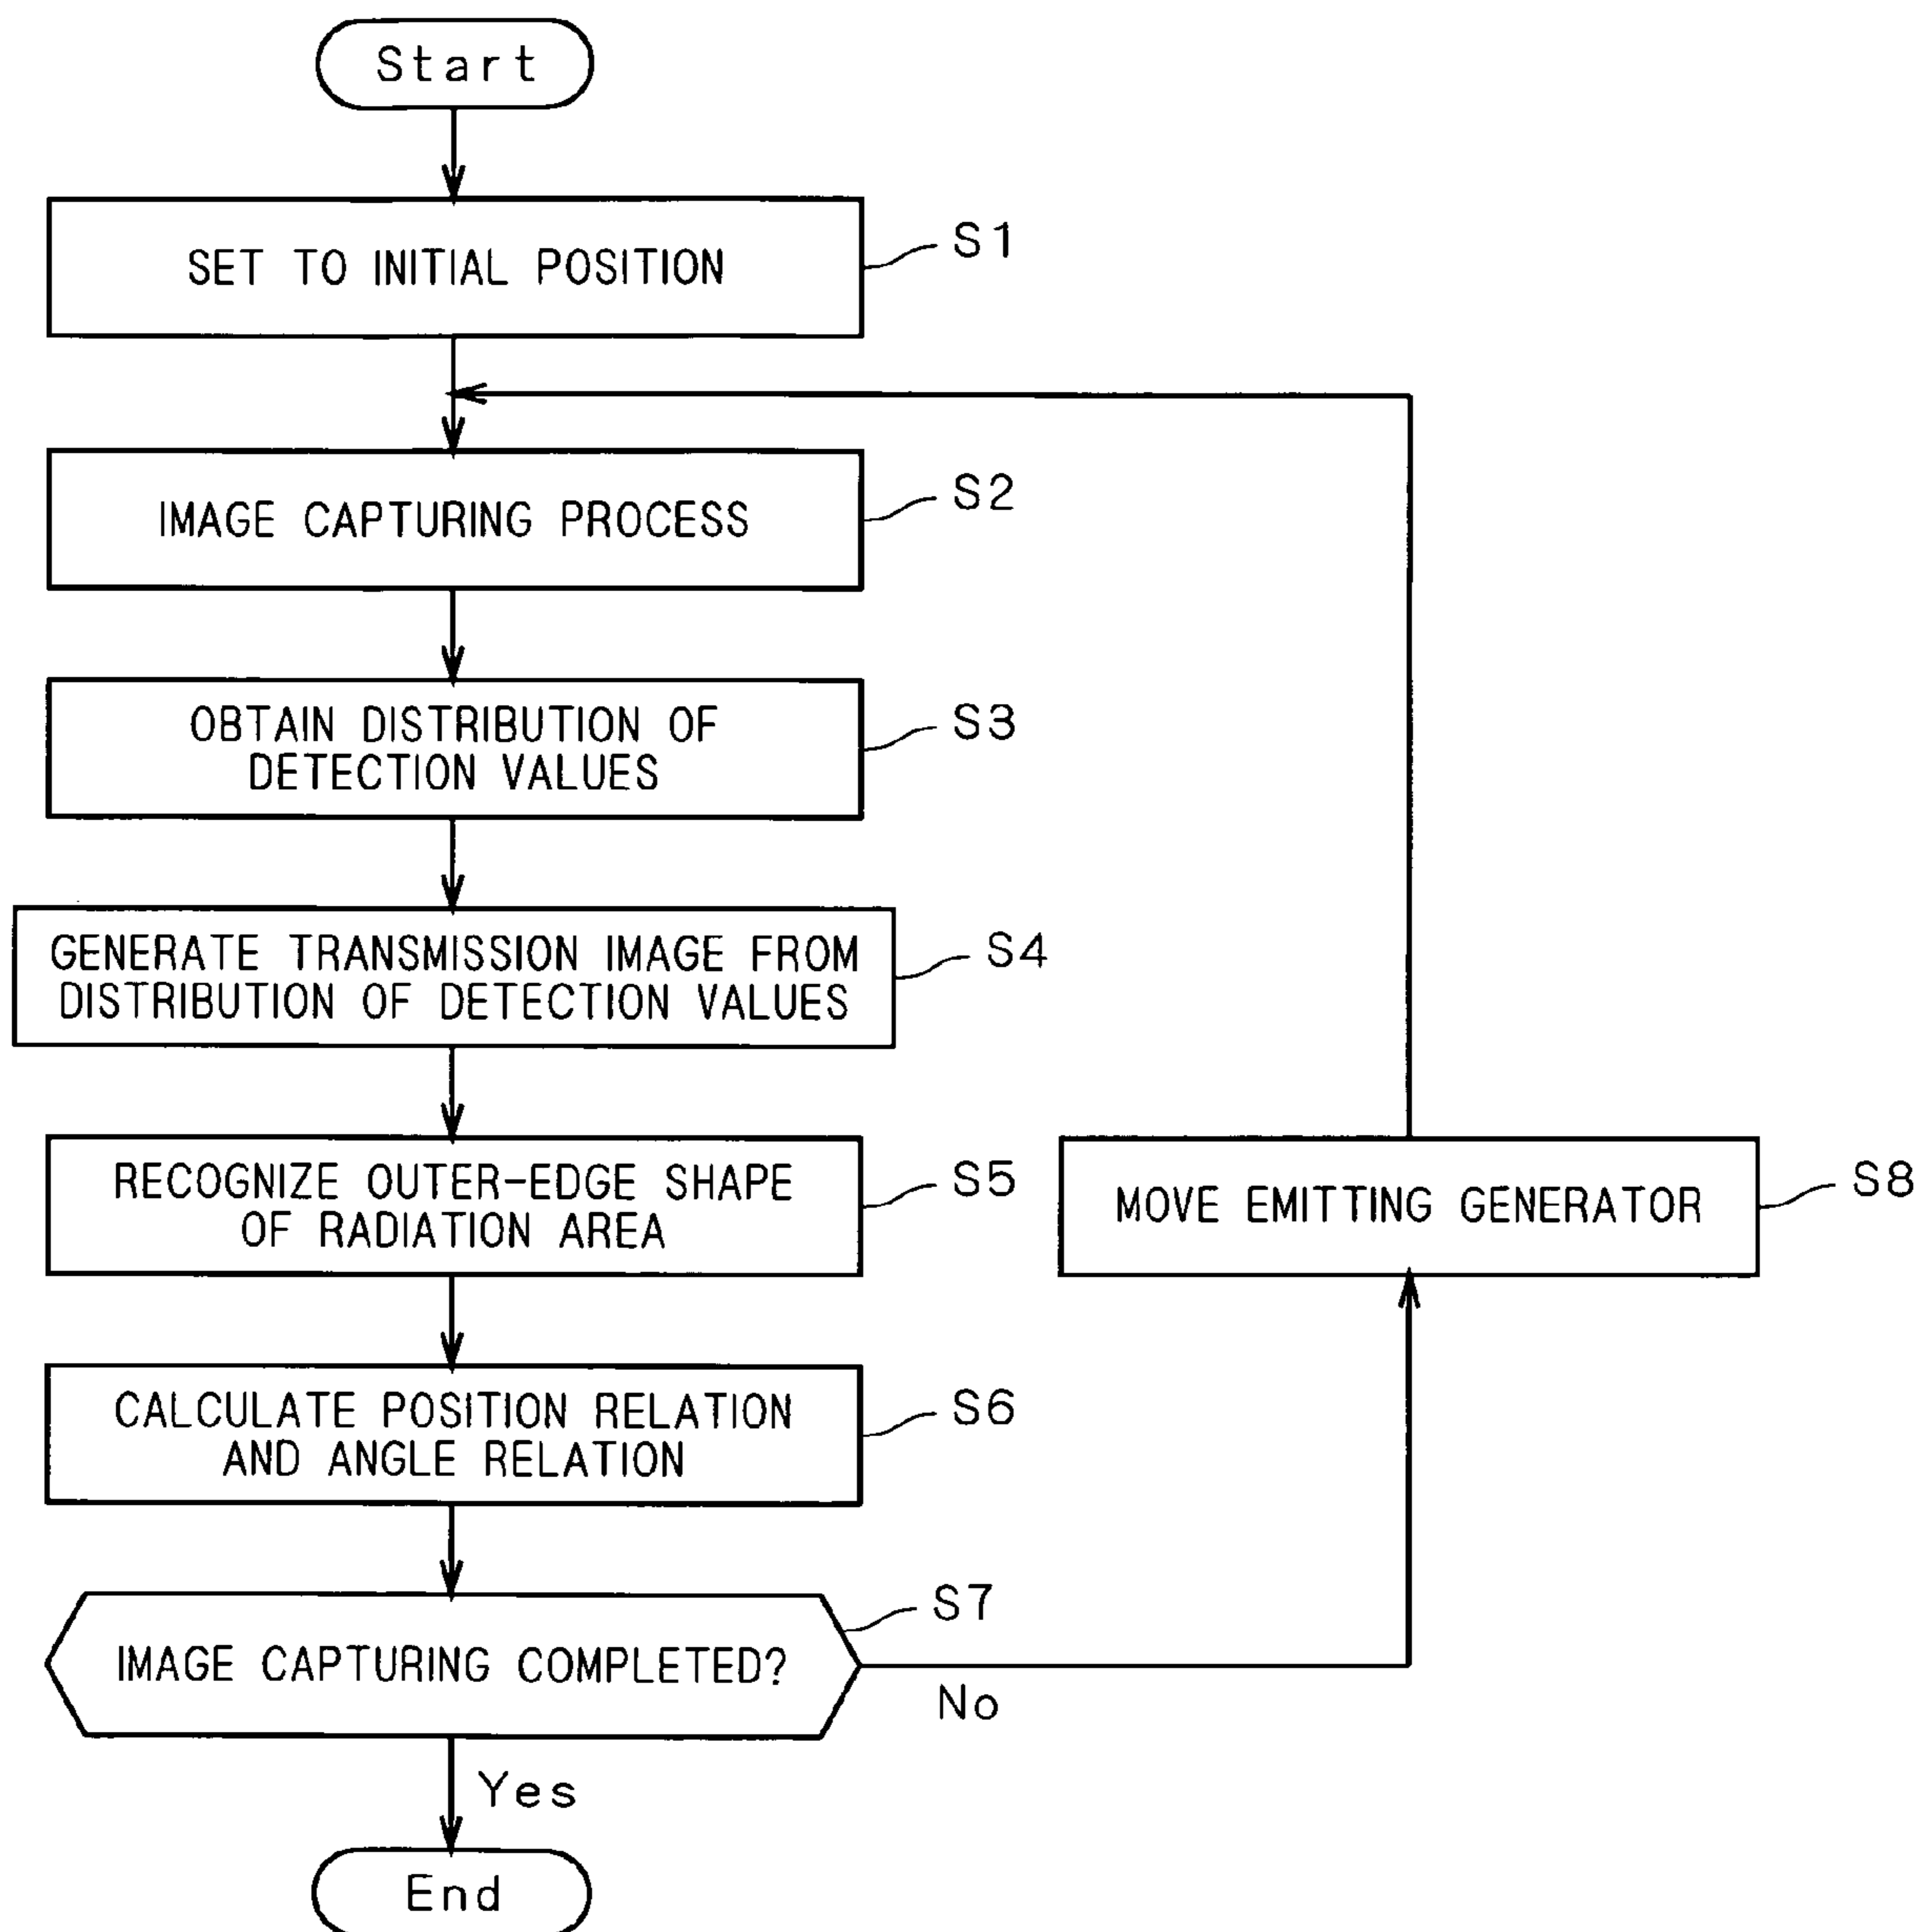 Start
SET TO INITIAL POSITION
S1
IMAGE CAPTURING PROCESS
S2
OBTAIN DISTRIBUTION OF
DETECTION VALUES
S3
GENERATE TRANSMISSION IMAGE FROM
DISTRIBUTION OF DETECTION VALUES
S4
RECOGNIZE OUTER-EDGE SHAPE
OF RADIATION AREA
S5
MOVE EMITTING GENERATOR
S8
CALCULATE POSITION RELATION
AND ANGLE RELATION
S6
IMAGE CAPTURING COMPLETED?
S7
No
Yes
End